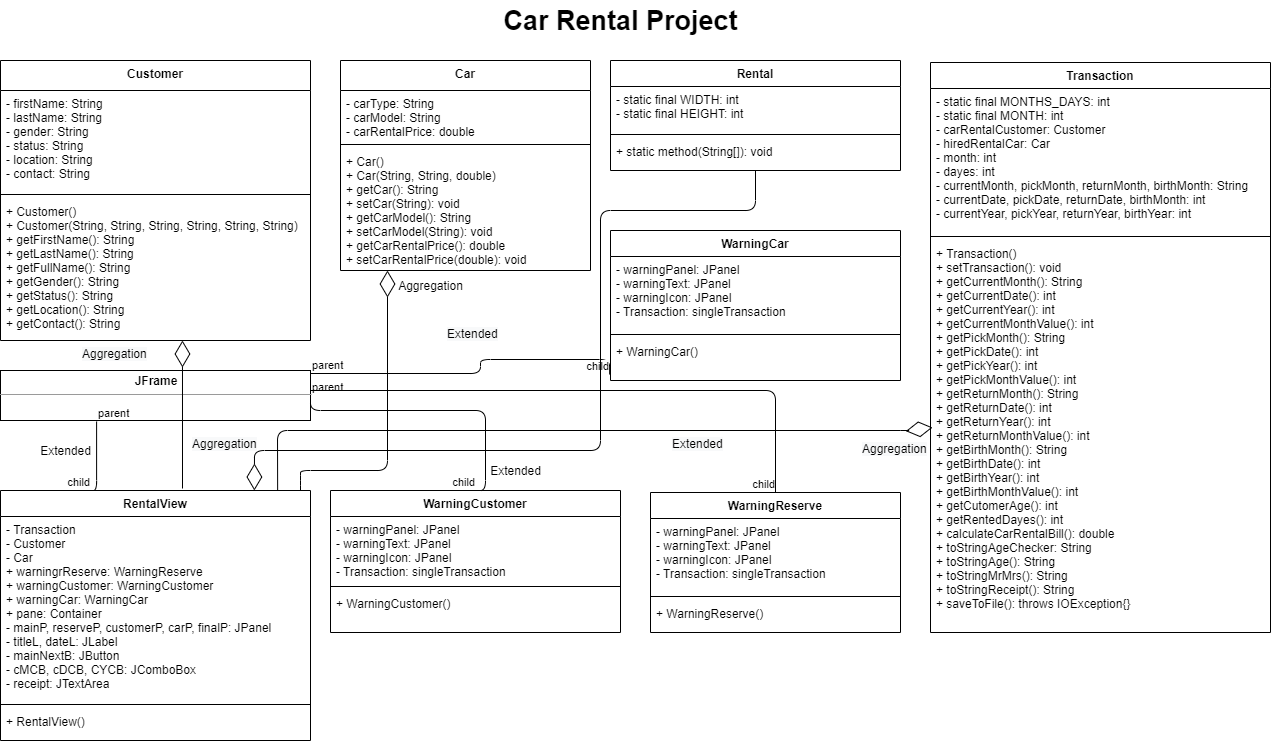 Car Rental Project
Customer
- firstName: String
- lastName: String
- gender: String
- status: String
- location: String
- contact: String
+ Customer()
+ Customer(String, String, String, String, String, String)
+ getFirstName(): String
+ getLastName(): String
+ getFullName(): String
+ getGender(): String
+ getStatus(): String
+ getLocation(): String
+ getContact(): String
Car
- carType: String
- carModel: String
- carRentalPrice: double
+ Car()
+ Car(String, String, double)
+ getCar(): String
+ setCar(String): void
+ getCarModel(): String
+ setCarModel(String): void
+ getCarRentalPrice(): double
+ setCarRentalPrice(double): void
Rental
- static final WIDTH: int
- static final HEIGHT: int
+ static method(String[]): void
WarningCar
- warningPanel: JPanel
- warningText: JPanel
- warningIcon: JPanel
- Transaction: singleTransaction
+ WarningCar()
Transaction
- static final MONTHS_DAYS: int
- static final MONTH: int
- carRentalCustomer: Customer
- hiredRentalCar: Car
- month: int
- dayes: int
- currentMonth, pickMonth, returnMonth, birthMonth: String
- currentDate, pickDate, returnDate, birthMonth: int
- currentYear, pickYear, returnYear, birthYear: int
+ Transaction()
+ setTransaction(): void
+ getCurrentMonth(): String
+ getCurrentDate(): int
+ getCurrentYear(): int
+ getCurrentMonthValue(): int
+ getPickMonth(): String
+ getPickDate(): int
+ getPickYear(): int
+ getPickMonthValue(): int
+ getReturnMonth(): String
+ getReturnDate(): int
+ getReturnYear(): int
+ getReturnMonthValue(): int
+ getBirthMonth(): String
+ getBirthDate(): int
+ getBirthYear(): int
+ getBirthMonthValue(): int
+ getCutomerAge(): int
+ getRentedDayes(): int
+ calculateCarRentalBill(): double
+ toStringAgeChecker: String
+ toStringAge(): String
+ toStringMrMrs(): String
+ toStringReceipt(): String
+ saveToFile(): throws IOException{}
Aggregation
Aggregation
Extended
JFrame
parent
parent
parent
child
Extended
Aggregation
Extended
Extended
Aggregation
child
child
child
RentalView
- Transaction
- Customer
- Car
+ warningrReserve: WarningReserve
+ warningCustomer: WarningCustomer
+ warningCar: WarningCar
+ pane: Container
- mainP, reserveP, customerP, carP, finalP: JPanel
- titleL, dateL: JLabel
- mainNextB: JButton
- cMCB, cDCB, CYCB: JComboBox
- receipt: JTextArea
+ RentalView()
WarningCustomer
- warningPanel: JPanel
- warningText: JPanel
- warningIcon: JPanel
- Transaction: singleTransaction
+ WarningCustomer()
WarningReserve
- warningPanel: JPanel
- warningText: JPanel
- warningIcon: JPanel
- Transaction: singleTransaction
+ WarningReserve()